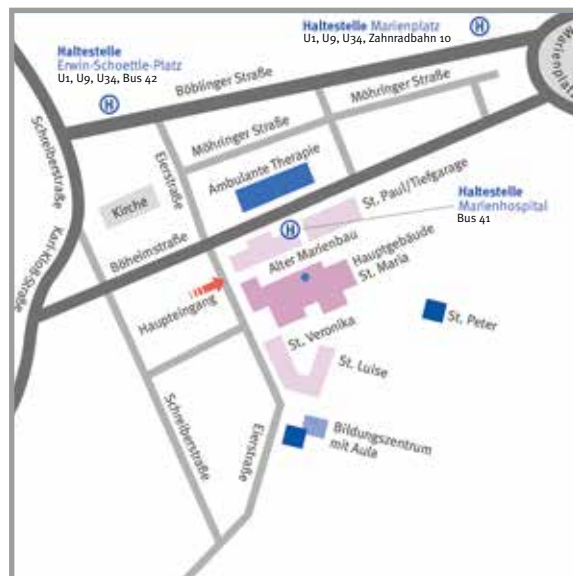 Haltestelle Marienplatz
U1, U9, U34, Zahnradbahn 10
Marienplatz
Haltestelle
Erwin-Schoettle-Platz
U1, U9, U34, Bus 42
H
H
Böblinger Straße
Möhringer Straße
Möhringer Straße
Schreiberstraße
Eierstraße
Ambulante Therapie
Kirche
St. Paul/Tiefgarage
Haltestelle
Marienhospital
Bus 41
H
Karl-Kloß-Straße
Böheimstraße
Alter Marienbau
Hauptgebäude
St. Maria
Haupteingang
St. Peter
St. Veronika
St. Luise
Schreiberstraße
Eierstraße
Bildungszentrum
mit Aula